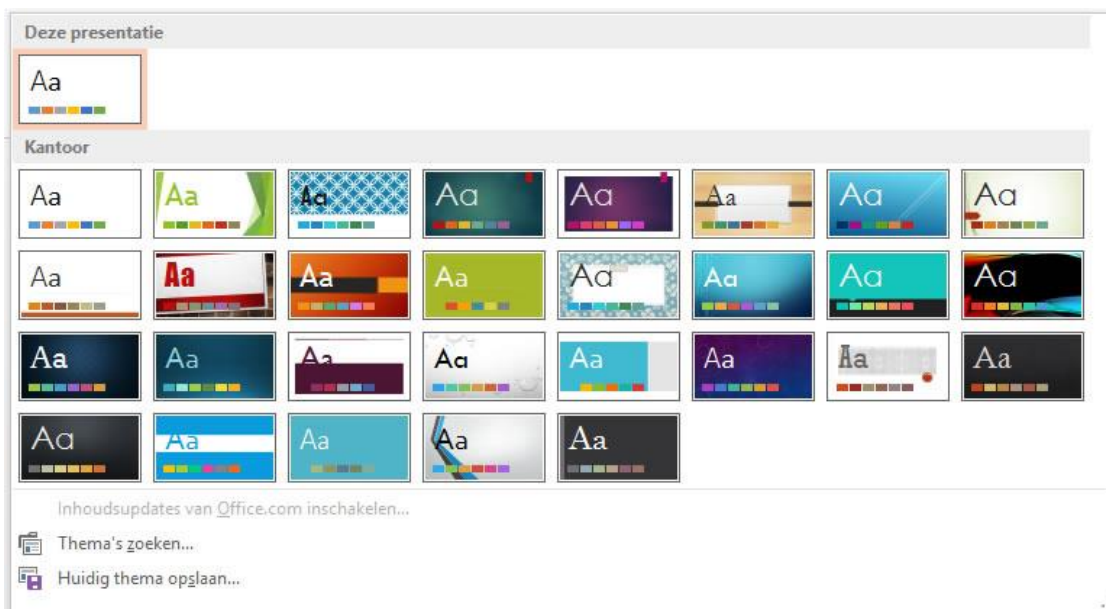 Deze presentatie
Aa
Kantoor
Aa Aa Aa Aa Aa Aa Aa Aa
Aa Aa Aa Aa Aa Aa Aa Aa
Aa Aa Aa Aa Aa Aa Aa Aa
Aa Aa Aa Aa Aa
Inhoudsupdates van Office.com inschakelen...
Thema's zoeken...
Huidig thema opslaan...